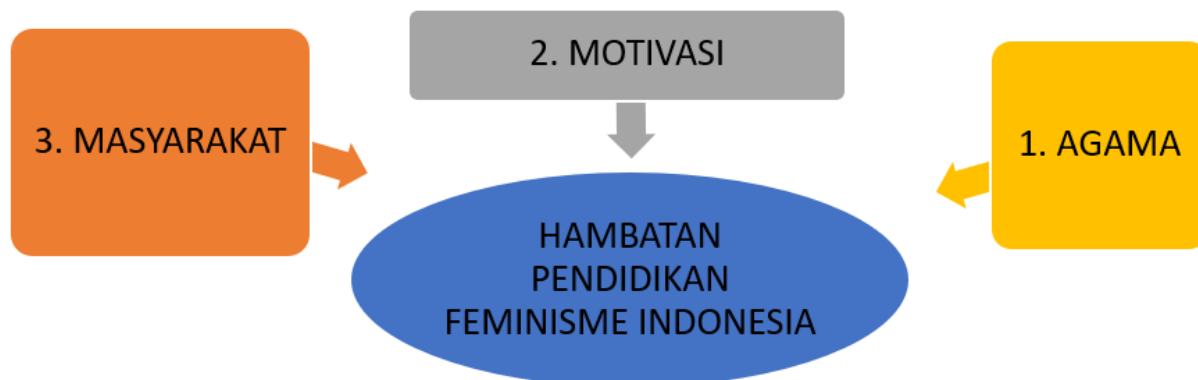 2. MOTIVASI
3. MASYARAKAT
1. AGAMA
HAMBATAN
PENDIDIKAN
FEMINISME INDONESIA